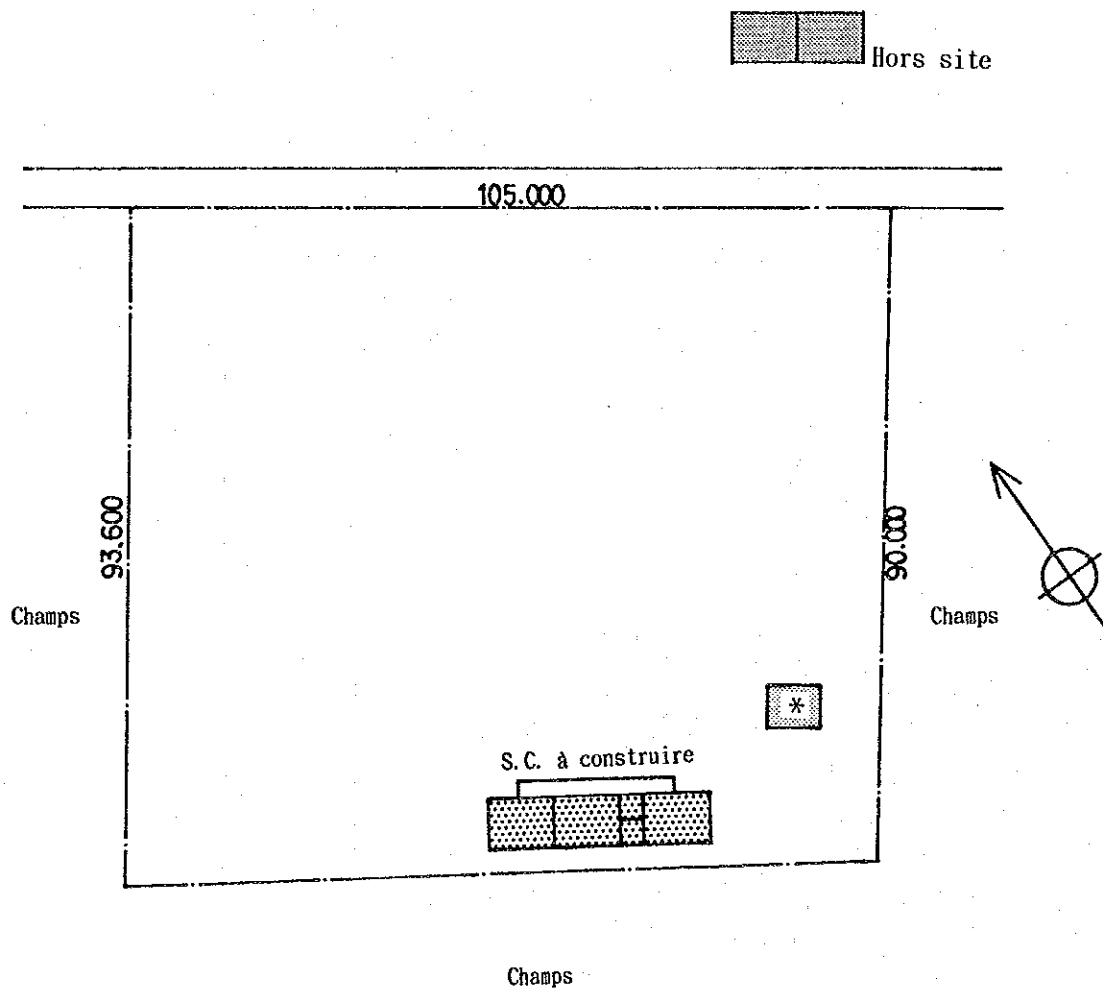 Hors site
105.000
93.600
90.000
Champs
Champs
*
S.C. à construire
Champs